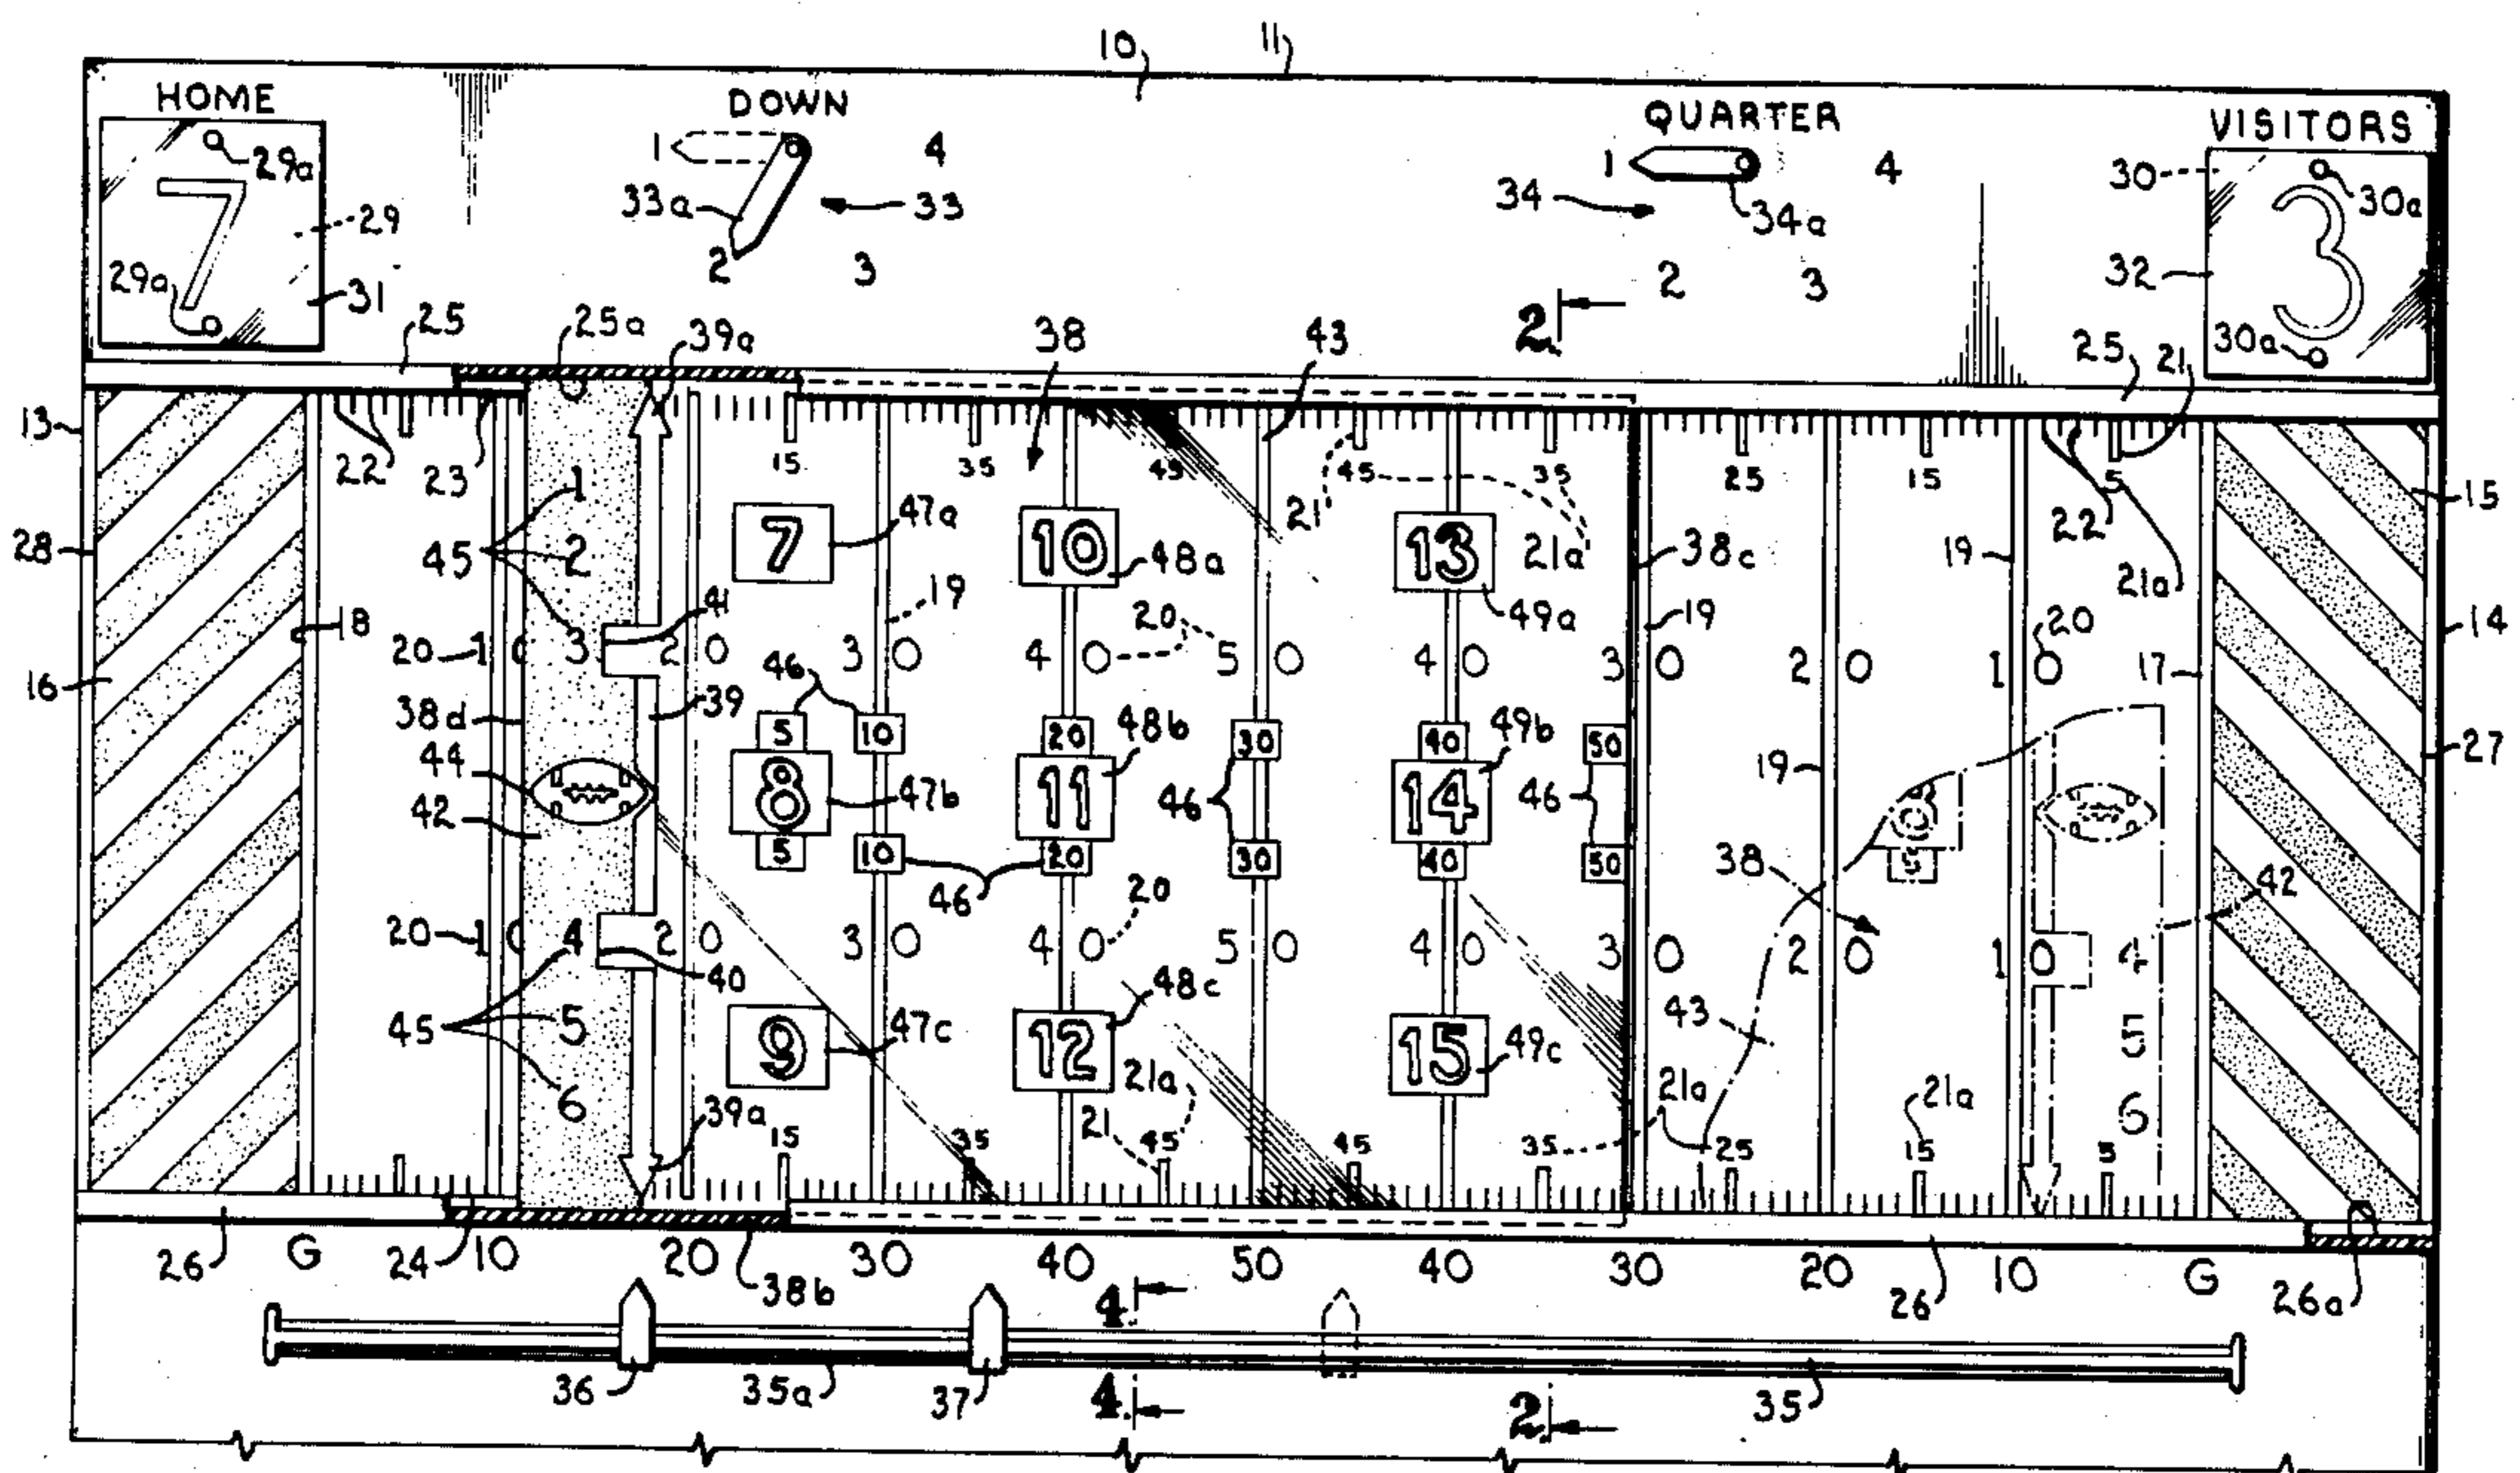 10 11
HOME DOWN QUARTER VISITORS
29a 1 4 1 4 30 30a
7 29 33a 33 34 34a 3
29a 31 2 3 2 3 32 30a
25 25a 39a 38 43 2. 25 21
13 22 23 15 35 45 45 35 25 15 5 15
28 45 1 2 3 7 47a 10 48a 21 13 49a 21a 38c 19 22 21a
18 41 19 20 19 20 14
20 1 0 3 2 0 3 0 4 0 5 0 4 0 3 0 2 0 1 0 17
16 38d 39 46
5 10 20 48b 30 40 49b 50
44 8 47b 11 46 14 46 19 27
42 5 10 20 30 40 50 38 5 42
46 20
20 1 0 4 2 0 3 0 4 0 5 0 4 0 3 0 2 0 1 0 4
40 48c 43
45 5 9 47c 12 15 49c 5
6 39a 21a 21a 21a 6
15 35 21 45 45 35 25 15 5
26 G 24 10 20 30 40 50 40 30 20 10 G
38b 4. 26 26a
36 35a 37 4. 2. 35